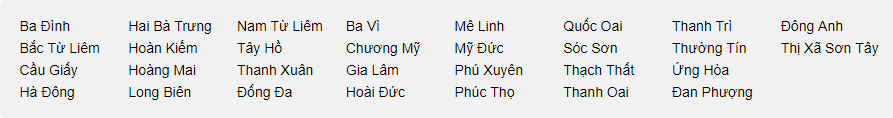 Ba Đình Hai Bà Trưng Nam Từ Liêm Ba Vì Mê Linh Quốc Oai Thanh Trì Đông Anh
Bắc Từ Liêm Hoàn Kiếm Tây Hồ Chương Mỹ Mỹ Đức Sóc Sơn Thường Tín Thị Xã Sơn Tây
Cầu Giấy Hoàng Mai Thanh Xuân Gia Lâm Phú Xuyên Thạch Thất Ứng Hòa
Hà Đông Long Biên Đống Đa Hoài Đức Phúc Thọ Thanh Oai Đan Phượng